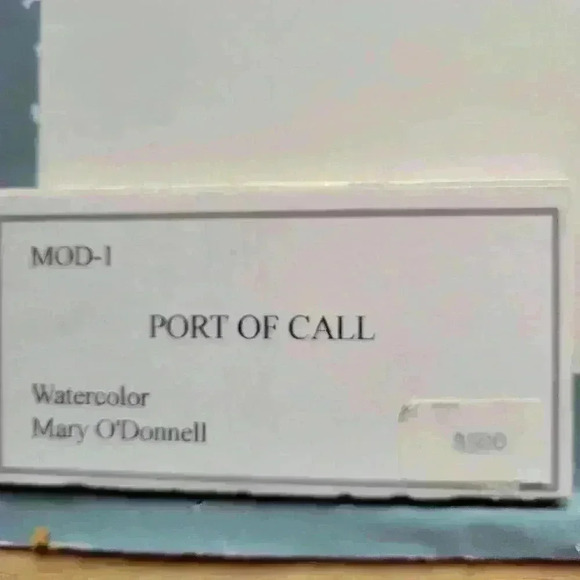 MOD-1
PORT OF CALL
Watercolor
Mary O'Donnell